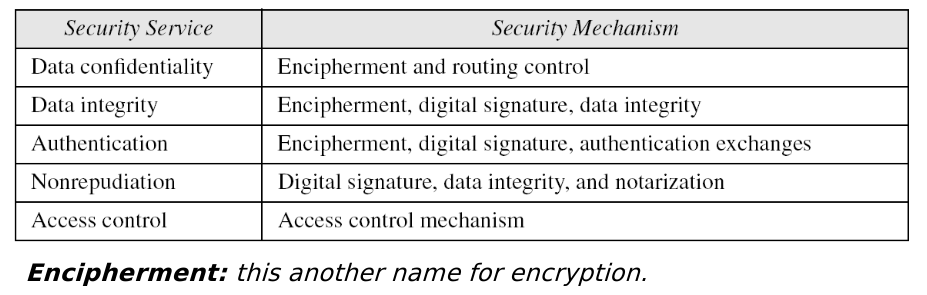 Security Service Security Mechanism
Data confidentiality Encipherment and routing control
Data integrity Encipherment, digital signature, data integrity
Authentication Encipherment, digital signature, authentication exchanges
Nonrepudiation Digital signature, data integrity, and notarization
Access control Access control mechanism
Encipherment: this another name for encryption.